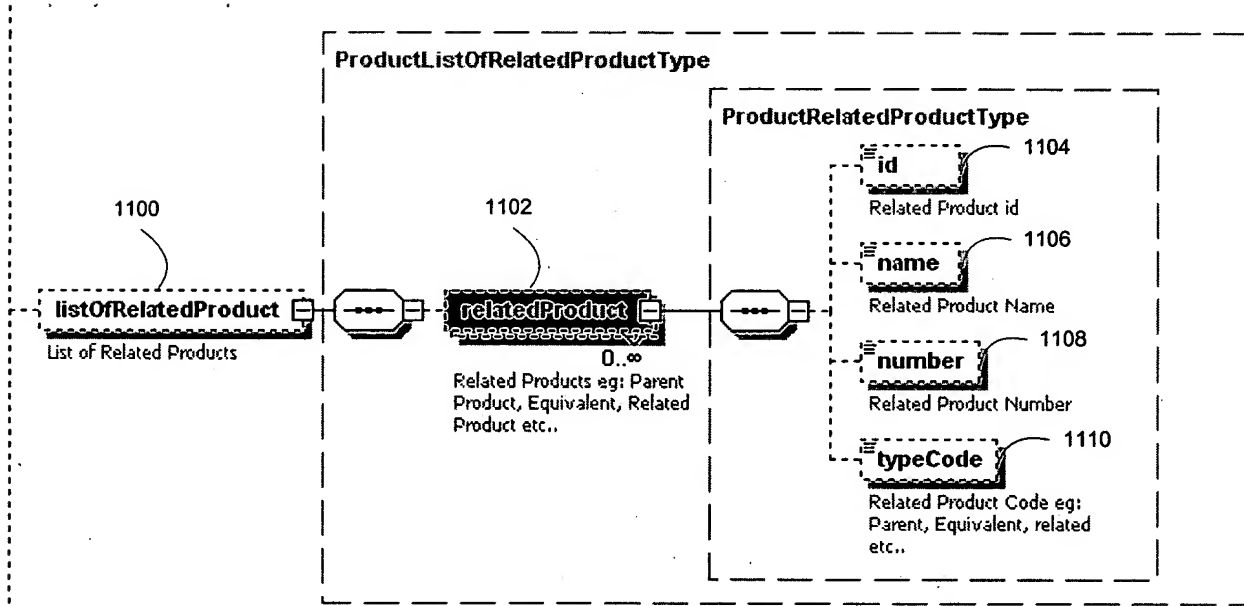 ProductListOfRelatedProductType
ProductRelatedProductType
1104
id
Related Product id
1100
1102
1106
name
Related Product Name
listOfRelatedProduct
List of Related Products
relatedProduct
0..∞
Related Products eg: Parent
Product, Equivalent, Related
Product etc..
1108
number
Related Product Number
1110
typeCode
Related Product Code eg:
Parent, Equivalent, related
etc..